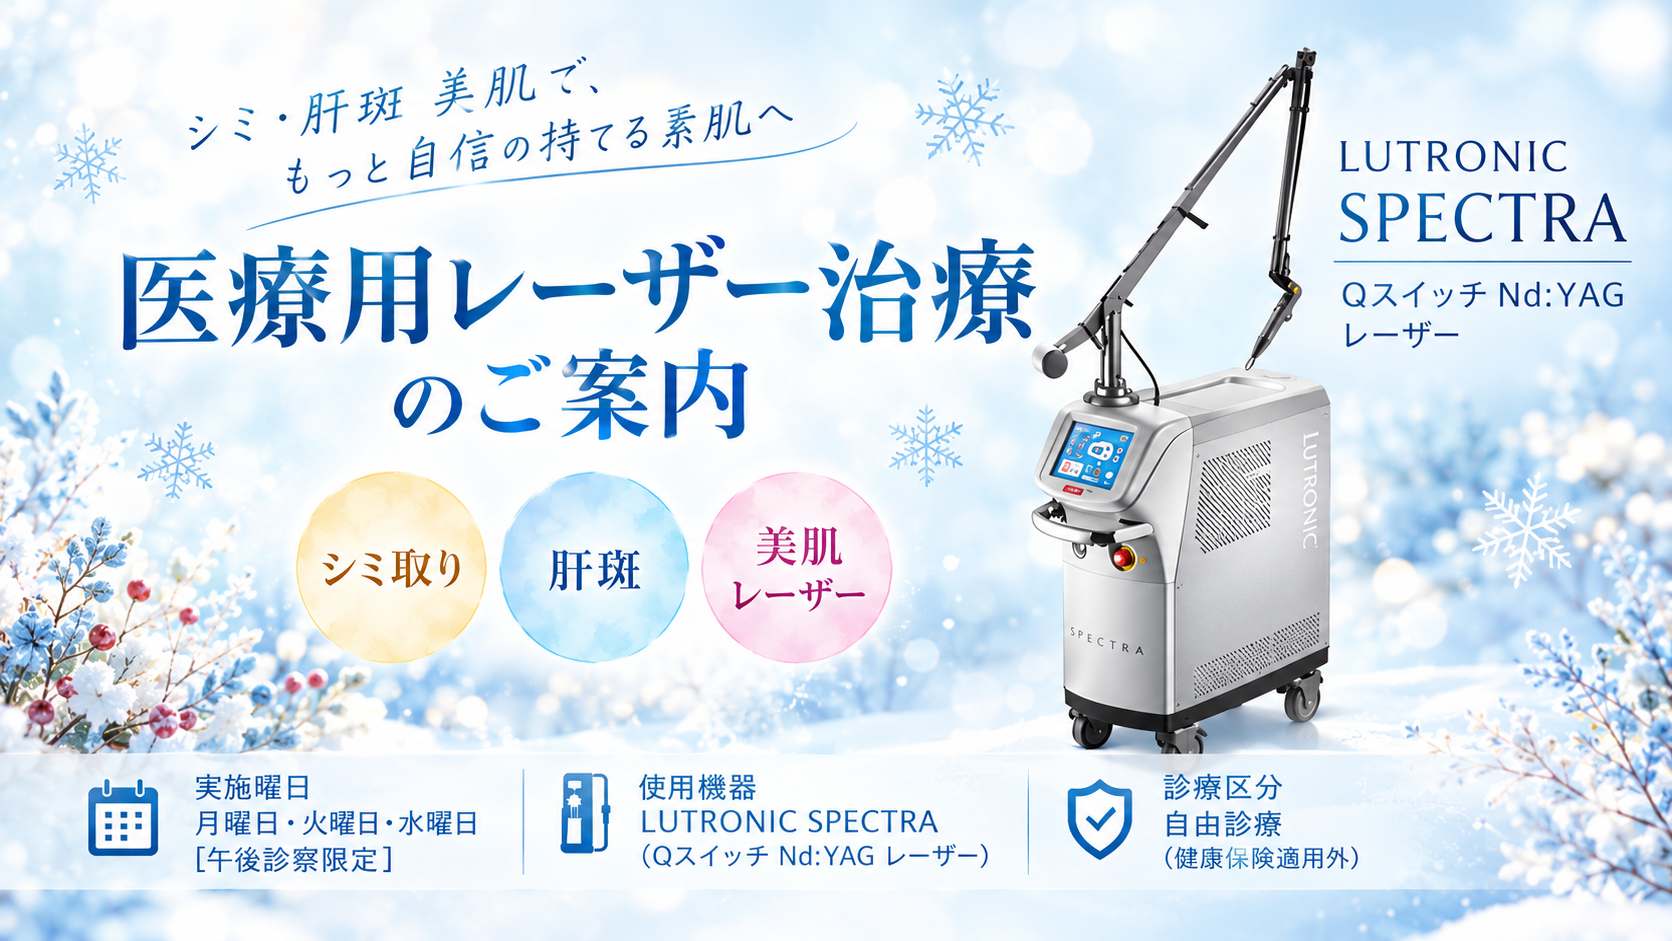 シミ・肝斑 美肌で、
もっと自信の持てる素肌へ
医療用レーザー治療
のご案内
シミ取り
肝斑
美肌
レーザー
LUTRONIC
SPECTRA
Qスイッチ Nd:YAG
レーザー
LUTRONIC
SPECTRA
実施曜日
月曜日・火曜日・水曜日
[午後診察限定]
使用機器
LUTRONIC SPECTRA
(Qスイッチ Nd:YAG レーザー)
診療区分
自由診療
(健康保険適用外)